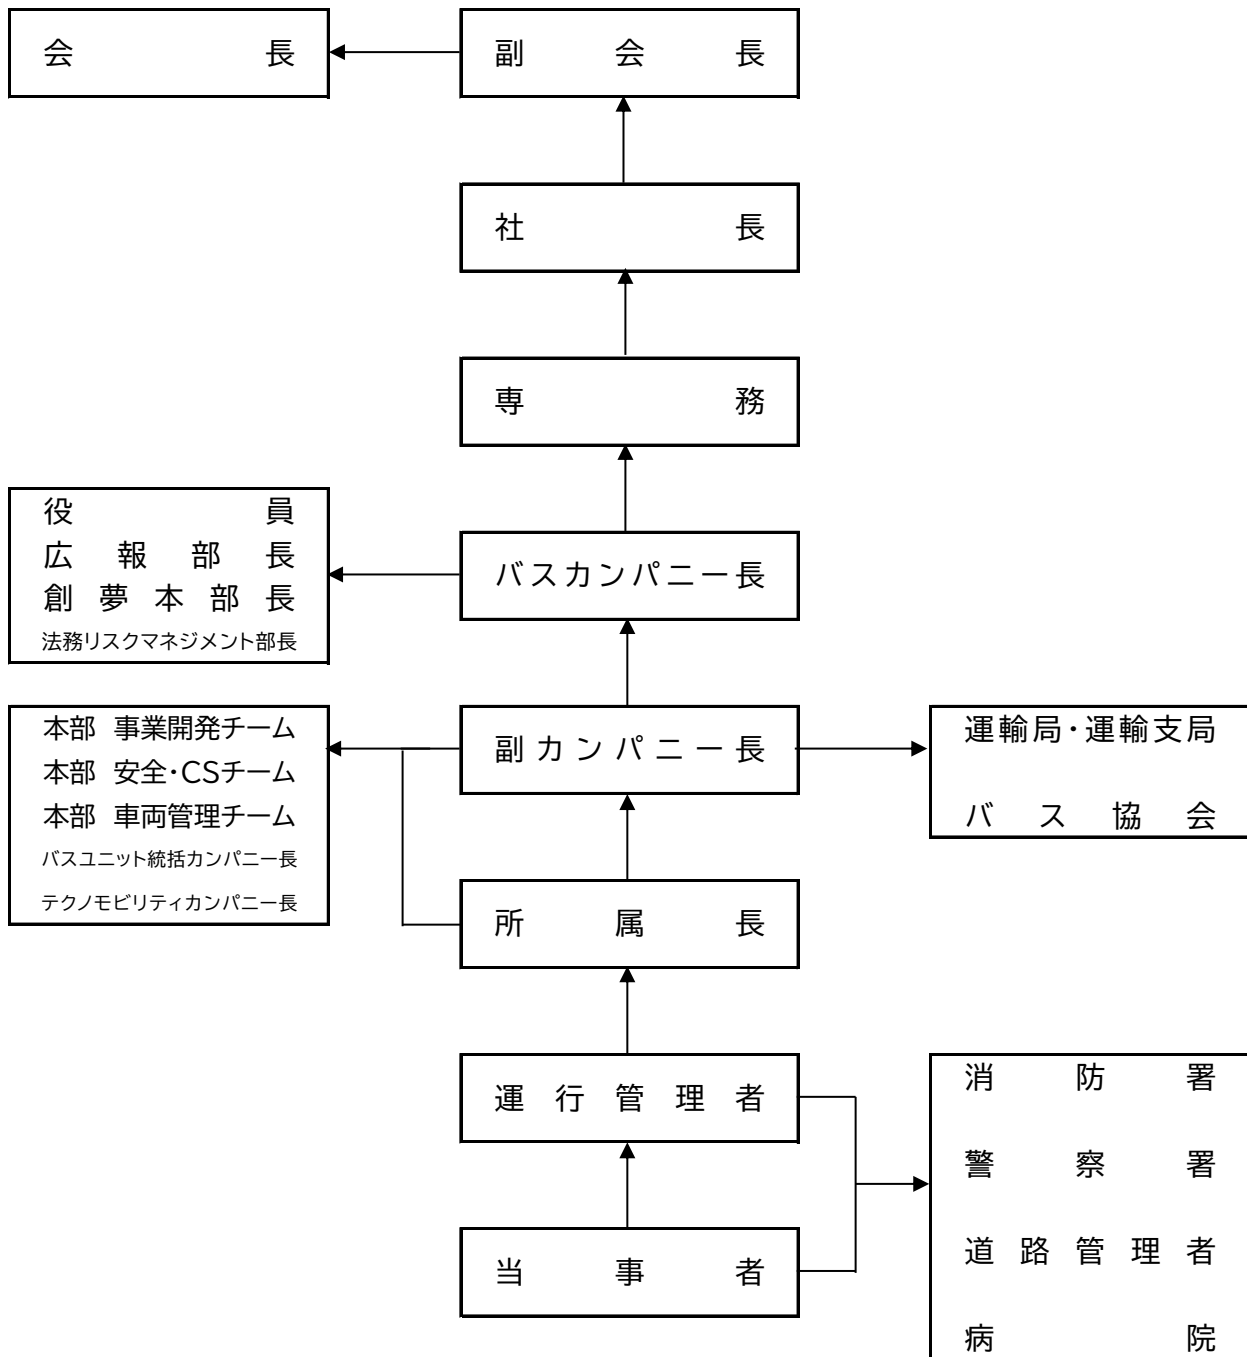 会長
副会長
社長
専務
役員
広報部長
創夢本部長
法務リスクマネジメント部長
バスカンパニー長
本部 事業開発チーム
本部 安全・CSチーム
本部 車両管理チーム
バスユニット統括カンパニー長
テクノモビリティカンパニー長
副カンパニー長
運輸局・運輸支局
バス協会
所属長
運行管理者
当事者
消防署
警察署
道路管理者
病院